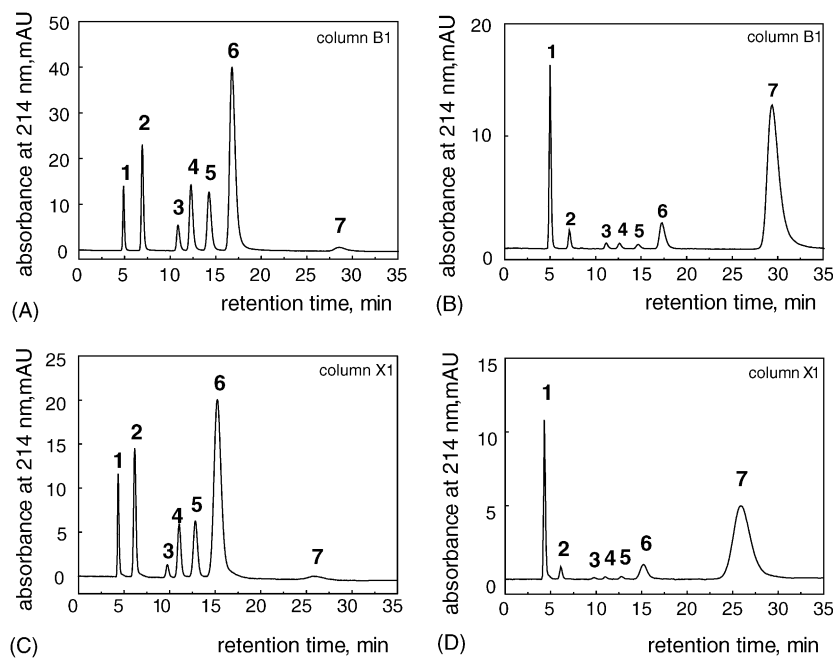 50
40
30
20
10
0
absorbance at 214 nm,mAU
column B1
1
2
3
4
5
6
7
0 5 10 15 20 25 30 35
retention time, min
(A)
20
10
0
absorbance at 214 nm,mAU
column B1
1
2
3
4
5
6
7
0 5 10 15 20 25 30 35
retention time, min
(B)
25
20
15
10
5
0
absorbance at 214 nm,mAU
column X1
1
2
3
4
5
6
7
0 5 10 15 20 25 30 35
retention time, min
(C)
15
10
5
0
absorbance at 214 nm,mAU
column X1
1
2
3
4
5
6
7
0 5 10 15 20 25 30 35
retention time, min
(D)